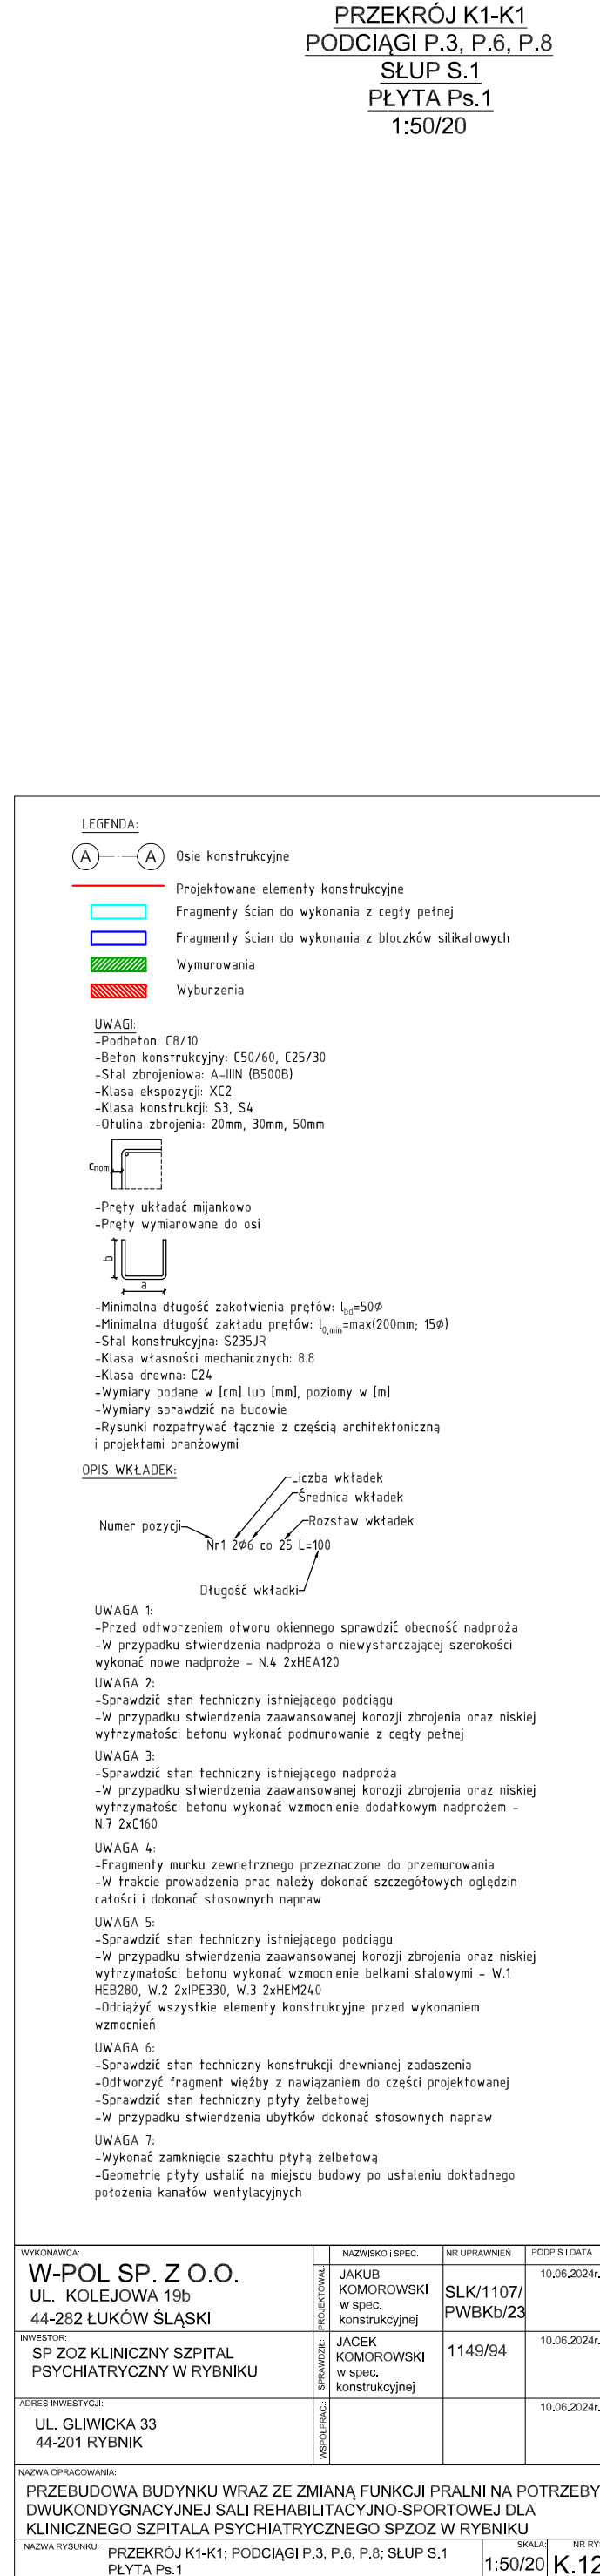 PRZEKRÓJ K1-K1
PODCIĄGI P.3, P.6, P.8
SŁUP S.1
PŁYTA Ps.1
1:50/20
LEGENDA:
A A Osie konstrukcyjne
Projektowane elementy konstrukcyjne
Fragmenty ścian do wykonania z cegły pełnej
Fragmenty ścian do wykonania z bloczków silikatowych
Wymurowania
Wyburzenia
UWAGI:
-Podbeton: C8/10
-Beton konstrukcyjny: C50/60, C25/30
-Stal zbrojeniowa: A-IIIN (B500B)
-Klasa ekspozycji: XC2
-Klasa konstrukcji: S3, S4
-Otulina zbrojenia: 20mm, 30mm, 50mm
Cnom
-Pręty układać mijankowo
-Pręty wymiarowane do osi
b
a
-Minimalna długość zakotwienia prętów: lbd=50ø
-Minimalna długość zakładu prętów: l0,min=max(200mm; 15ø)
-Stal konstrukcyjna: S235JR
-Klasa własności mechanicznych: 8.8
-Klasa drewna: C24
-Wymiary podane w [cm] lub [mm], poziomy w [m]
-Wymiary sprawdzić na budowie
-Rysunki rozpatrywać łącznie z częścią architektoniczną
i projektami branżowymi
OPIS WKŁADEK:
Liczba wkładek
Średnica wkładek
Rozstaw wkładek
Numer pozycji
Nr1 2ø6 co 25 L=100
Długość wkładki
UWAGA 1:
-Przed odtworzeniem otworu okiennego sprawdzić obecność nadproża
-W przypadku stwierdzenia nadproża o niewystarczającej szerokości
wykonać nowe nadproże - N.4 2xHEA120
UWAGA 2:
-Sprawdzić stan techniczny istniejącego podciągu
-W przypadku stwierdzenia zaawansowanej korozji zbrojenia oraz niskiej
wytrzymałości betonu wykonać podmurowanie z cegły pełnej
UWAGA 3:
-Sprawdzić stan techniczny istniejącego nadproża
-W przypadku stwierdzenia zaawansowanej korozji zbrojenia oraz niskiej
wytrzymałości betonu wykonać wzmocnienie dodatkowym nadprożem -
N.7 2xC160
UWAGA 4:
-Fragmenty murku zewnętrznego przeznaczone do przemurowania
-W trakcie prowadzenia prac należy dokonać szczegółowych oględzin
całości i dokonać stosownych napraw
UWAGA 5:
-Sprawdzić stan techniczny istniejącego podciągu
-W przypadku stwierdzenia zaawansowanej korozji zbrojenia oraz niskiej
wytrzymałości betonu wykonać wzmocnienie belkami stalowymi - W.1
HEB280, W.2 2xIPE330, W.3 2xHEM240
-Odciążyć wszystkie elementy konstrukcyjne przed wykonaniem
wzmocnień
UWAGA 6:
-Sprawdzić stan techniczny konstrukcji drewnianej zadaszenia
-Odtworzyć fragment więźby z nawiązaniem do części projektowanej
-Sprawdzić stan techniczny płyty żelbetowej
-W przypadku stwierdzenia ubytków dokonać stosownych napraw
UWAGA 7:
-Wykonać zamknięcie szachtu płytą żelbetową
-Geometrię płyty ustalić na miejscu budowy po ustaleniu dokładnego
położenia kanałów wentylacyjnych
WYKONAWCA:
W-POL SP. Z O.O.
UL. KOLEJOWA 19b
44-282 ŁUKÓW ŚLĄSKI
NAZWISKO i SPEC.
NR UPRAWNIEŃ
PODPIS I DATA
PROJEKTOWAŁ:
JAKUB
KOMOROWSKI
w spec.
konstrukcyjnej
SLK/1107/
PWBKb/23
10.06.2024r.
INWESTOR:
SP ZOZ KLINICZNY SZPITAL
PSYCHIATRYCZNY W RYBNIKU
SPRAWDZIŁ:
JACEK
KOMOROWSKI
w spec.
konstrukcyjnej
1149/94
10.06.2024r.
ADRES INWESTYCJI:
UL. GLIWICKA 33
44-201 RYBNIK
WSPÓŁPRAC.:
10.06.2024r.
NAZWA OPRACOWANIA:
PRZEBUDOWA BUDYNKU WRAZ ZE ZMIANĄ FUNKCJI PRALNI NA POTRZEBY
DWUKONDYGNACYJNEJ SALI REHABILITACYJNO-SPORTOWEJ DLA
KLINICZNEGO SZPITALA PSYCHIATRYCZNEGO SPZOZ W RYBNIKU
NAZWA RYSUNKU:
PRZEKRÓJ K1-K1; PODCIĄGI P.3, P.6, P.8; SŁUP S.1
PŁYTA Ps.1
SKALA:
1:50/20
NR RY
K.12